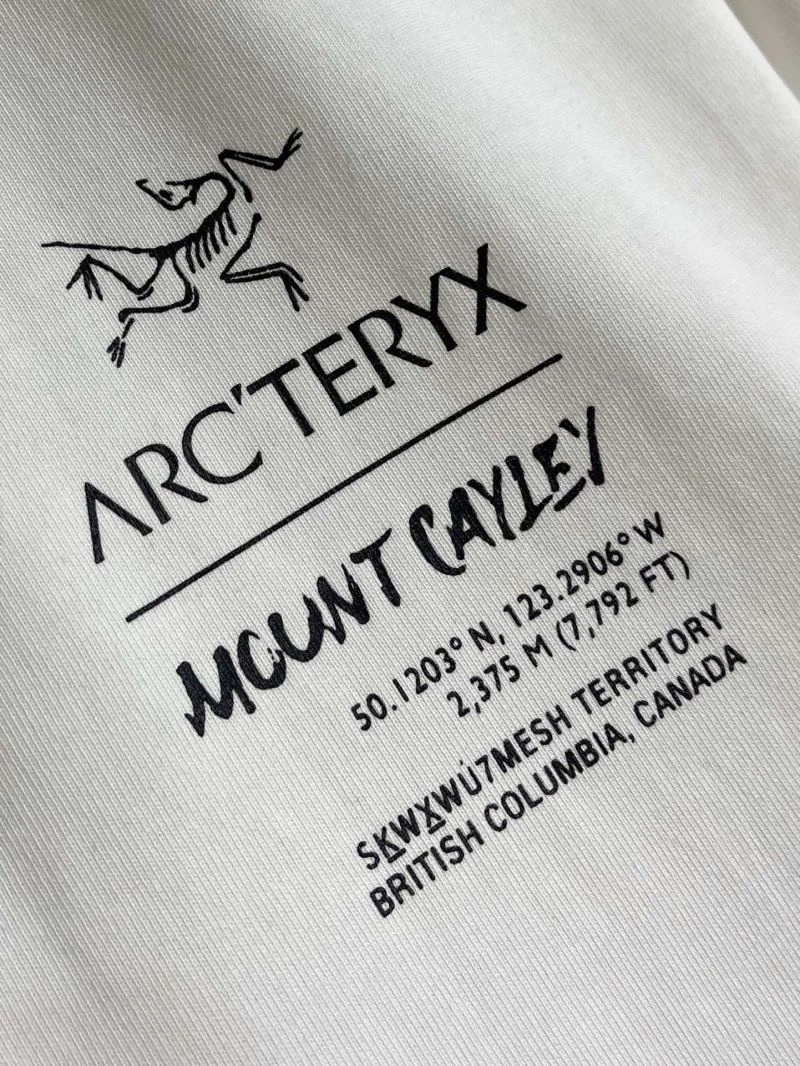 ARC'TERYX
MOUNT CAYLEY
50.1203° N, 123.2906° W
2,375 M (7,792 FT)
SḴWX̱WÚ7MESH TERRITORY
BRITISH COLUMBIA, CANADA